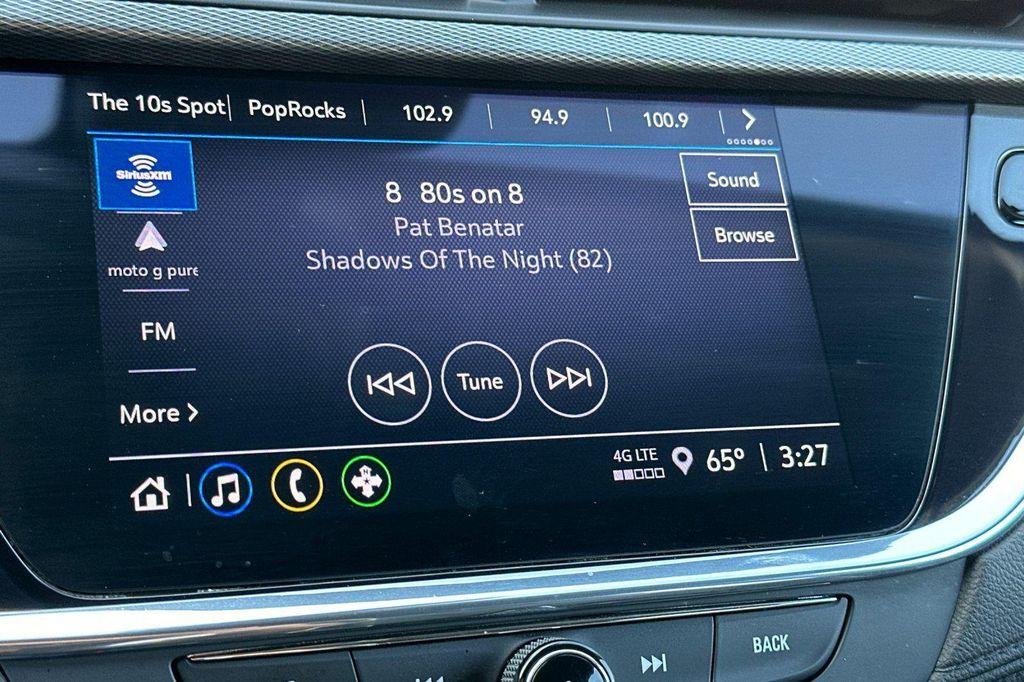 The 10s Spot PopRocks 102.9 94.9 100.9
SiriusXM
8 80s on 8
Sound
Pat Benatar
Browse
moto g pure
Shadows Of The Night (82)
FM
Tune
More
4G LTE 65° 3:27
N
BACK